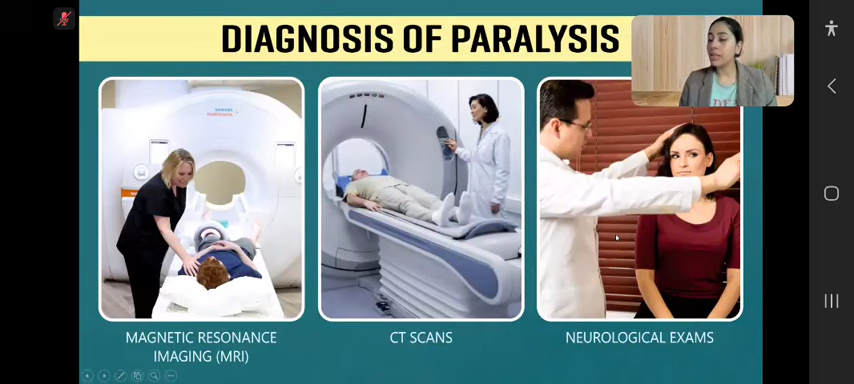 DIAGNOSIS OF PARALYSIS
MAGNETIC RESONANCE
IMAGING (MRI)
CT SCANS
NEUROLOGICAL EXAMS